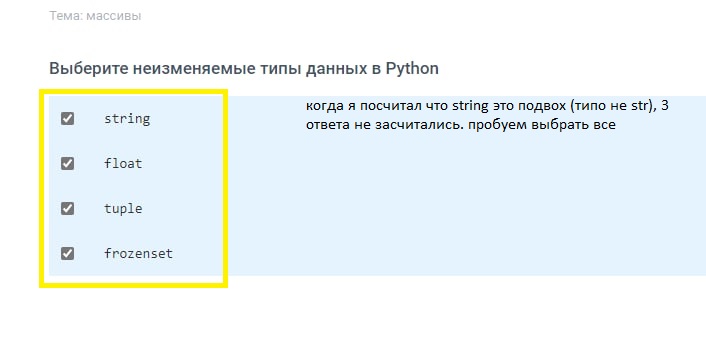 Тема: массивы
Выберите неизменяемые типы данных в Python
когда я посчитал что string это подвох (типо не str), 3
ответа не засчитались. пробуем выбрать все
string
float
tuple
frozenset